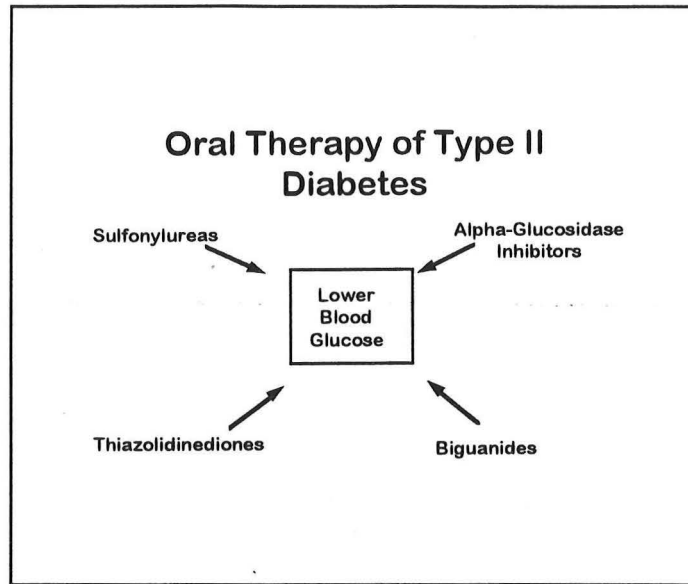 Oral Therapy of Type II
Diabetes
Sulfonylureas
Alpha-Glucosidase
Inhibitors
Lower
Blood
Glucose
Thiazolidinediones
Biguanides